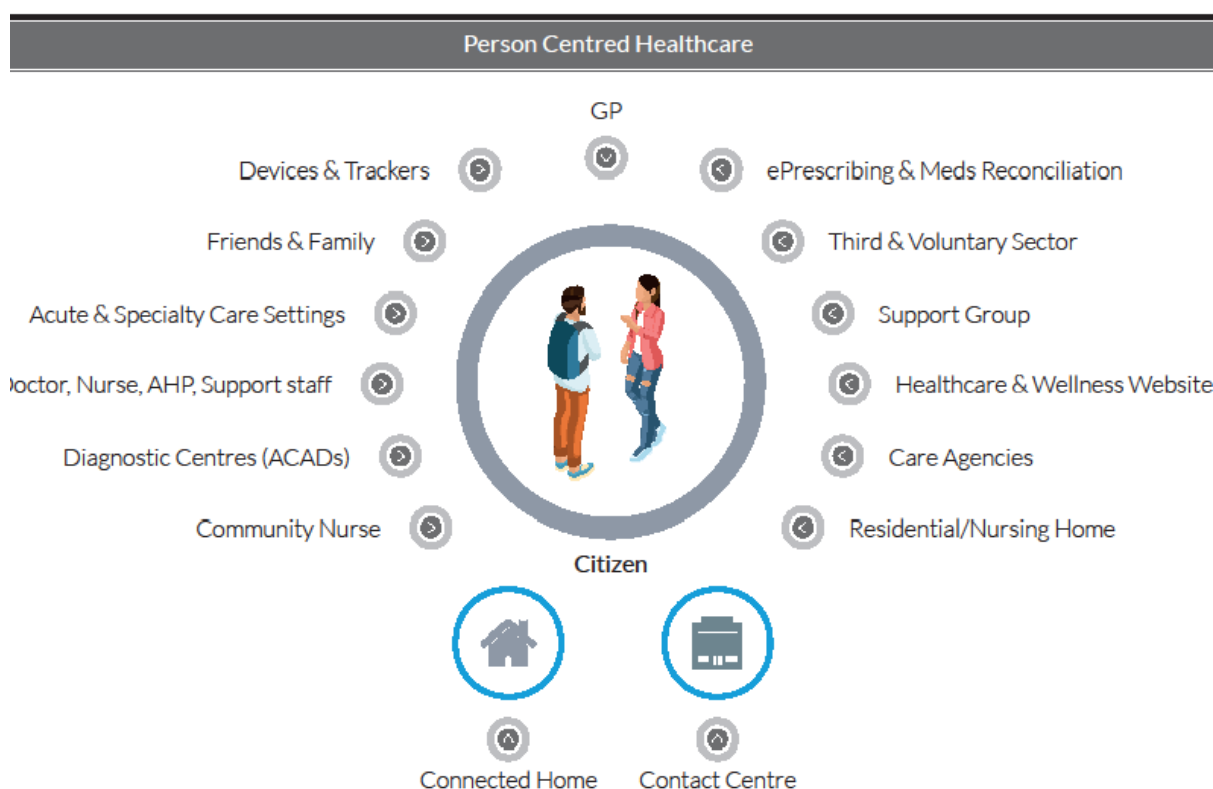 Person Centred Healthcare
GP
Devices & Trackers
ePrescribing & Meds Reconciliation
Friends & Family
Third & Voluntary Sector
Acute & Specialty Care Settings
Support Group
octor, Nurse, AHP, Support staff
Healthcare & Wellness Website
Diagnostic Centres (ACADs)
Care Agencies
Community Nurse
Residential/Nursing Home
Citizen
Connected Home
Contact Centre